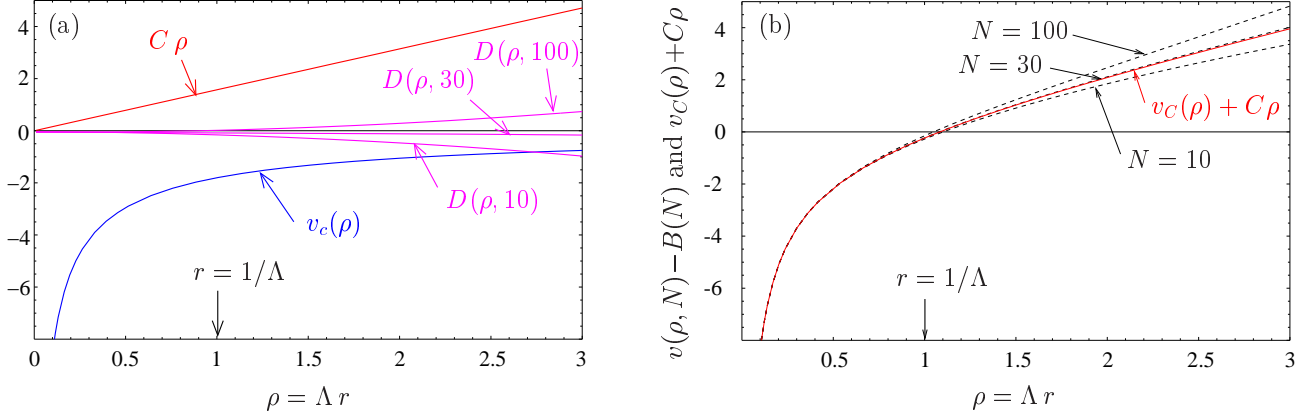 (a)
C ρ
D(ρ, 100)
D(ρ, 30)
D(ρ, 10)
v_c(ρ)
r = 1/Λ
4
2
0
−2
−4
−6
0 0.5 1 1.5 2 2.5 3
ρ = Λ r
(b)
N = 100
N = 30
v_C(ρ) + Cρ
N = 10
r = 1/Λ
v(ρ, N)−B(N) and v_C(ρ)+Cρ
4
2
0
-2
-4
-6
0.5 1 1.5 2 2.5 3
ρ = Λ r